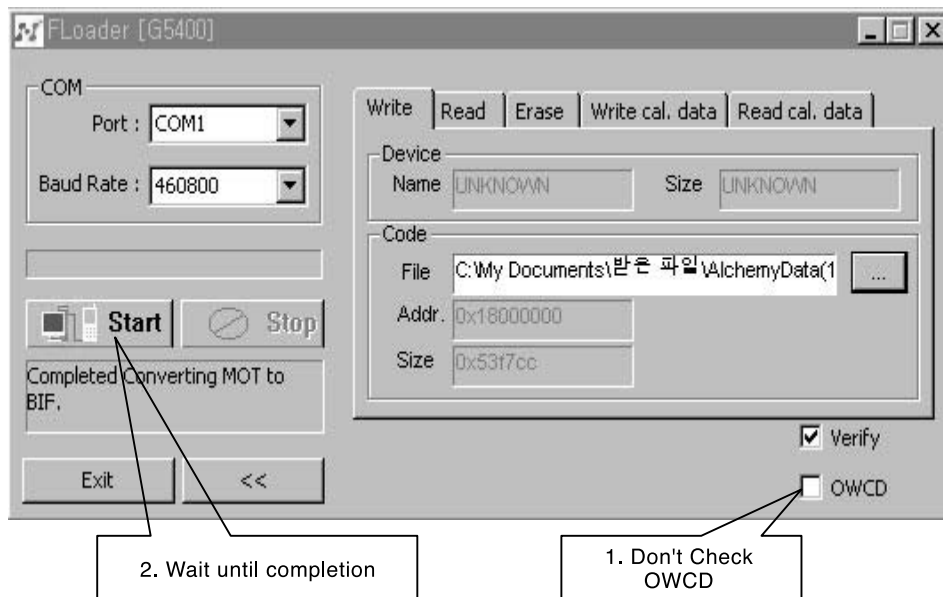 FLoader [G5400]
COM
Port : COM1
Baud Rate : 460800
Start
Stop
Completed Converting MOT to
BIF.
Exit
<<
Write Read Erase Write cal. data Read cal. data
Device
Name UNKNOWN Size UNKNOWN
Code
File C:\My Documents\받은 파일\AlchemyData(1 ...
Addr. 0x18000000
Size 0x53f7cc
Verify
OWCD
2. Wait until completion
1. Don't Check
OWCD